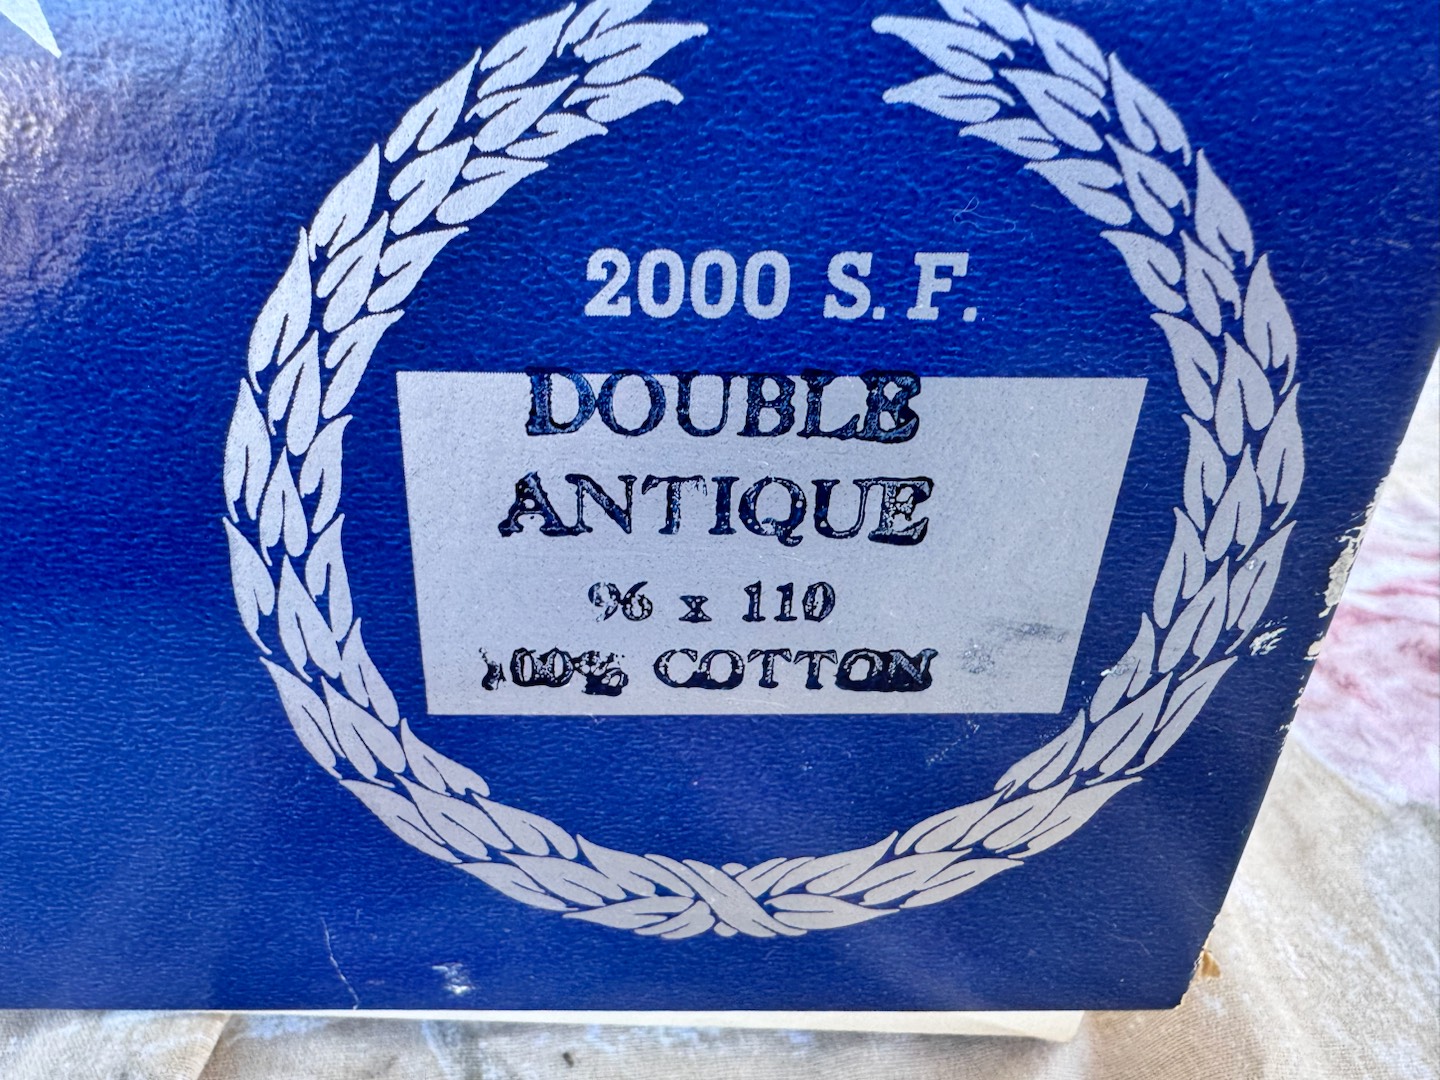 2000 S. F.
DOUBLE
ANTIQUE
96 x 110
100% COTTON